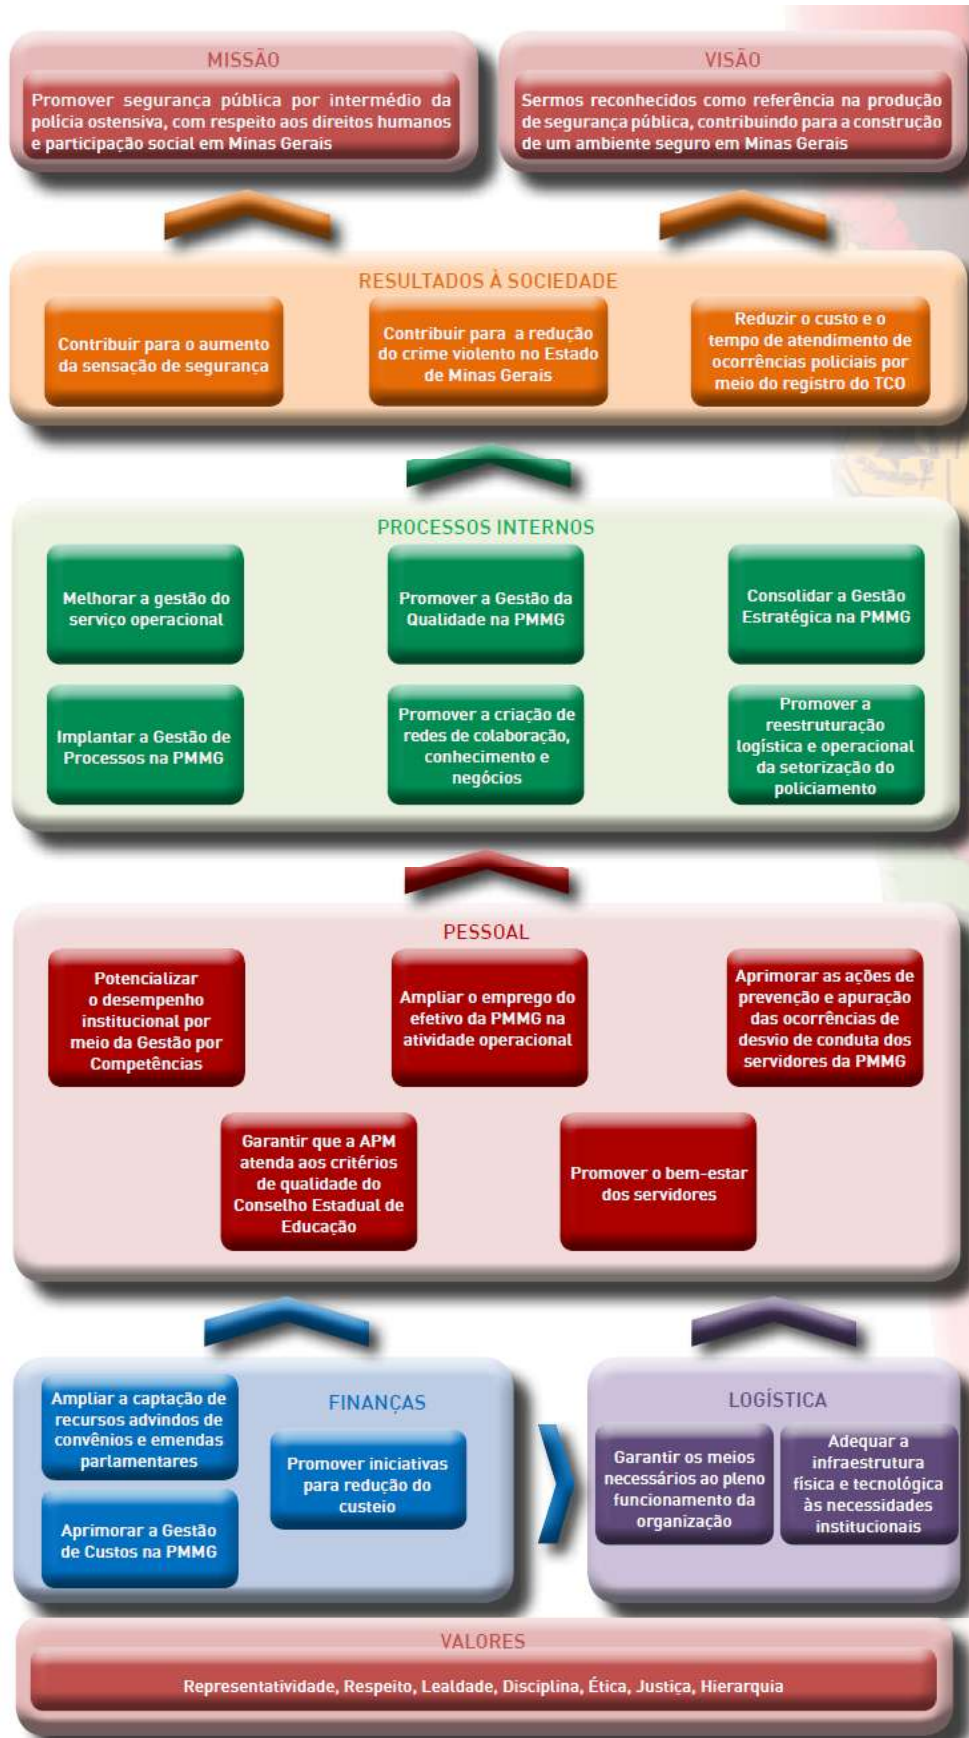 MISSÃO
Promover segurança pública por intermédio da
polícia ostensiva, com respeito aos direitos humanos
e participação social em Minas Gerais
VISÃO
Sermos reconhecidos como referência na produção
de segurança pública, contribuindo para a construção
de um ambiente seguro em Minas Gerais
RESULTADOS À SOCIEDADE
Contribuir para o aumento
da sensação de segurança
Contribuir para a redução
do crime violento no Estado
de Minas Gerais
Reduzir o custo e o
tempo de atendimento de
ocorrências policiais por
meio do registro do TCO
PROCESSOS INTERNOS
Melhorar a gestão do
serviço operacional
Promover a Gestão da
Qualidade na PMMG
Consolidar a Gestão
Estratégica na PMMG
Implantar a Gestão de
Processos na PMMG
Promover a criação de
redes de colaboração,
conhecimento e
negócios
Promover a
reestruturação
logística e operacional
da setorização do
policiamento
PESSOAL
Potencializar
o desempenho
institucional por
meio da Gestão por
Competências
Ampliar o emprego do
efetivo da PMMG na
atividade operacional
Aprimorar as ações de
prevenção e apuração
das ocorrências de
desvio de conduta dos
servidores da PMMG
Garantir que a APM
atenda aos critérios
de qualidade do
Conselho Estadual de
Educação
Promover o bem-estar
dos servidores
FINANÇAS
Ampliar a captação de
recursos advindos de
convênios e emendas
parlamentares
Promover iniciativas
para redução do
custeio
Aprimorar a Gestão
de Custos na PMMG
LOGÍSTICA
Garantir os meios
necessários ao pleno
funcionamento da
organização
Adequar a
infraestrutura
física e tecnológica
às necessidades
institucionais
VALORES
Representatividade, Respeito, Lealdade, Disciplina, Ética, Justiça, Hierarquia